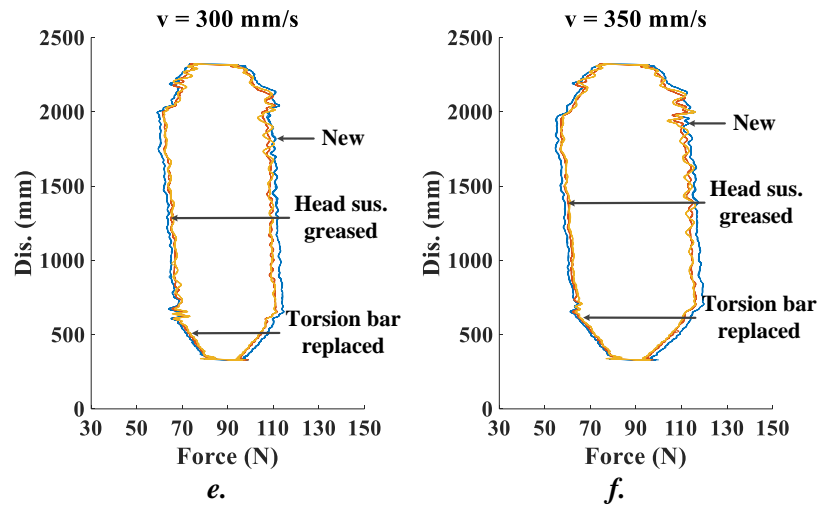 v = 300 mm/s
2500
2000
1500
1000
500
0
Dis. (mm)
New
Head sus.
greased
Torsion bar
replaced
30 50 70 90 110 130 150
Force (N)
e.
v = 350 mm/s
2500
2000
1500
1000
500
0
Dis. (mm)
New
Head sus.
greased
Torsion bar
replaced
30 50 70 90 110 130 150
Force (N)
f.